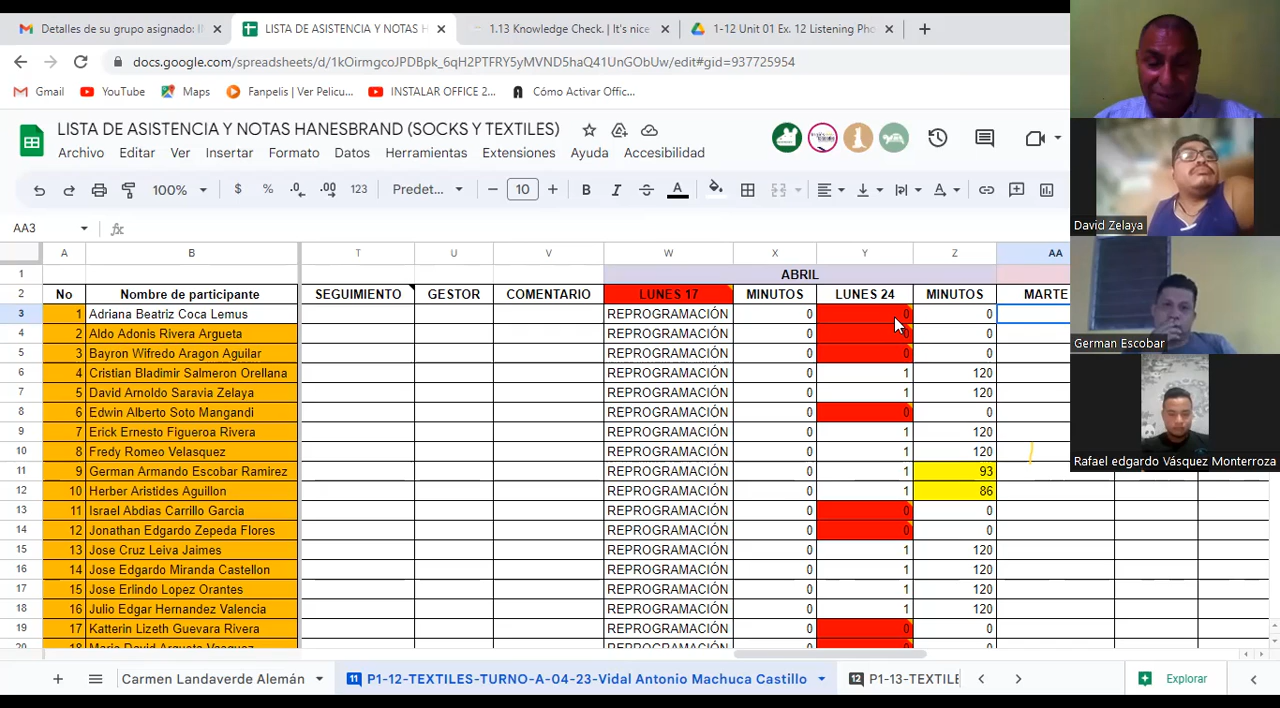 Detalles de su grupo asignado: I
LISTA DE ASISTENCIA Y NOTAS H
1.13 Knowledge Check. | It's nice
1-12 Unit 01 Ex. 12 Listening Pho
docs.google.com/spreadsheets/d/1kOirmgcoJPDBpk_6qH2PTFRY5yMVND5haQ41UnGObUw/edit#gid=937725954
Gmail YouTube Maps Fanpelis | Ver Pelicu... INSTALAR OFFICE 2... Cómo Activar Offic...
LISTA DE ASISTENCIA Y NOTAS HANESBRAND (SOCKS Y TEXTILES)
Archivo Editar Ver Insertar Formato Datos Herramientas Extensiones Ayuda Accesibilidad
100% $ % .0 .00 123 Predet... 10 B I A
AA3 fx
A B T U V W X Y Z AA
1 ABRIL
2 No Nombre de participante SEGUIMIENTO GESTOR COMENTARIO LUNES 17 MINUTOS LUNES 24 MINUTOS MARTE
3 1 Adriana Beatriz Coca Lemus REPROGRAMACIÓN 0 0 0
4 2 Aldo Adonis Rivera Argueta REPROGRAMACIÓN 0 0 0
5 3 Bayron Wifredo Aragon Aguilar REPROGRAMACIÓN 0 0 0
6 4 Cristian Bladimir Salmeron Orellana REPROGRAMACIÓN 0 1 120
7 5 David Arnoldo Saravia Zelaya REPROGRAMACIÓN 0 1 120
8 6 Edwin Alberto Soto Mangandi REPROGRAMACIÓN 0 0 0
9 7 Erick Ernesto Figueroa Rivera REPROGRAMACIÓN 0 1 120
10 8 Fredy Romeo Velasquez REPROGRAMACIÓN 0 1 120
11 9 German Armando Escobar Ramirez REPROGRAMACIÓN 0 1 93
12 10 Herber Aristides Aguillon REPROGRAMACIÓN 0 1 86
13 11 Israel Abdias Carrillo Garcia REPROGRAMACIÓN 0 0 0
14 12 Jonathan Edgardo Zepeda Flores REPROGRAMACIÓN 0 0 0
15 13 Jose Cruz Leiva Jaimes REPROGRAMACIÓN 0 1 120
16 14 Jose Edgardo Miranda Castellon REPROGRAMACIÓN 0 1 120
17 15 Jose Erlindo Lopez Orantes REPROGRAMACIÓN 0 1 120
18 16 Julio Edgar Hernandez Valencia REPROGRAMACIÓN 0 1 120
19 17 Katterin Lizeth Guevara Rivera REPROGRAMACIÓN 0 0 0
20 18 Mario David Argueta Vasquez REPROGRAMACIÓN 0 0 0
Carmen Landaverde Alemán 11 P1-12-TEXTILES-TURNO-A-04-23-Vidal Antonio Machuca Castillo 12 P1-13-TEXTILE Explorar
David Zelaya
German Escobar
Rafael edgardo Vásquez Monterroza